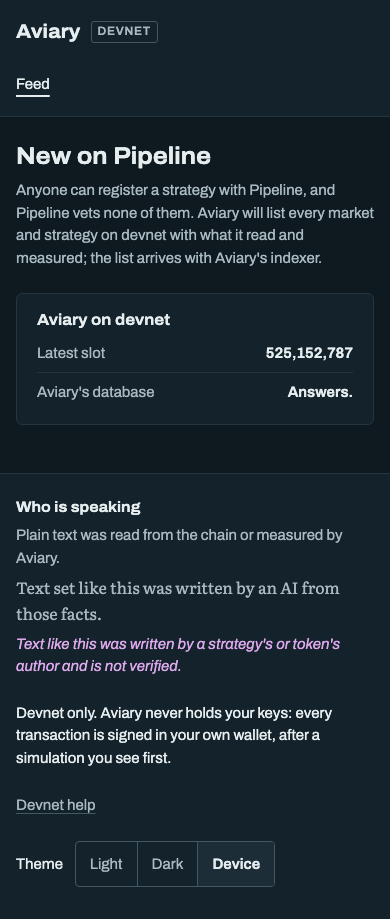 Aviary DEVNET
Feed
New on Pipeline
Anyone can register a strategy with Pipeline, and
Pipeline vets none of them. Aviary will list every market
and strategy on devnet with what it read and
measured; the list arrives with Aviary's indexer.
Aviary on devnet
Latest slot 525,152,787
Aviary's database Answers.
Who is speaking
Plain text was read from the chain or measured by
Aviary.
Text set like this was written by an AI from
those facts.
Text like this was written by a strategy's or token's
author and is not verified.
Devnet only. Aviary never holds your keys: every
transaction is signed in your own wallet, after a
simulation you see first.
Devnet help
Theme Light Dark Device